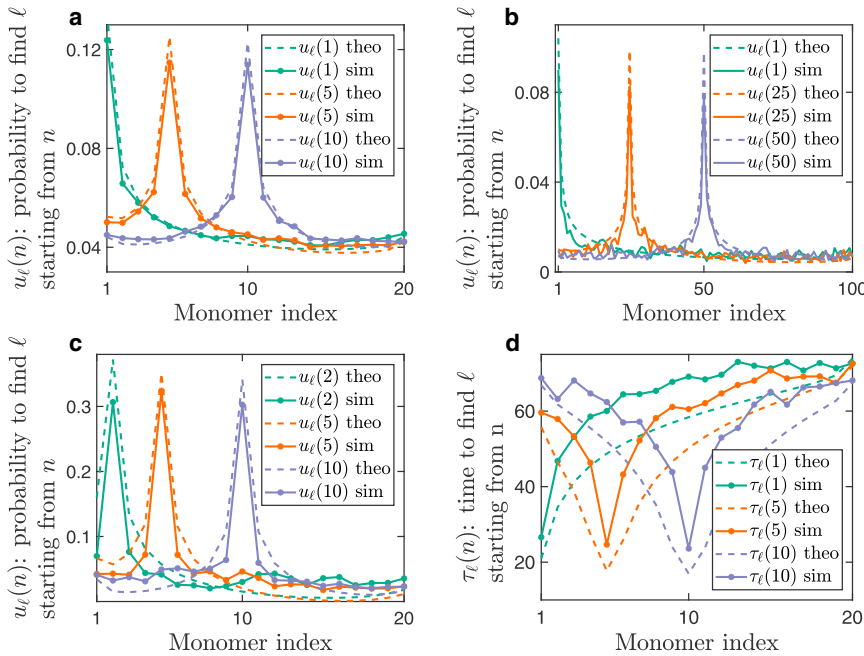 a
uℓ(n): probability to find ℓ
starting from n
0.12
0.08
0.04
1
10
20
Monomer index
uℓ(1) theo
uℓ(1) sim
uℓ(5) theo
uℓ(5) sim
uℓ(10) theo
uℓ(10) sim
b
uℓ(n): probability to find ℓ
starting from n
0.08
0.04
0
1
50
100
Monomer index
uℓ(1) theo
uℓ(1) sim
uℓ(25) theo
uℓ(25) sim
uℓ(50) theo
uℓ(50) sim
c
uℓ(n): probability to find ℓ
starting from n
0.3
0.2
0.1
1
10
20
Monomer index
uℓ(2) theo
uℓ(2) sim
uℓ(5) theo
uℓ(5) sim
uℓ(10) theo
uℓ(10) sim
d
τℓ(n): time to find ℓ
starting from n
60
40
20
1
10
20
Monomer index
τℓ(1) theo
τℓ(1) sim
τℓ(5) theo
τℓ(5) sim
τℓ(10) theo
τℓ(10) sim